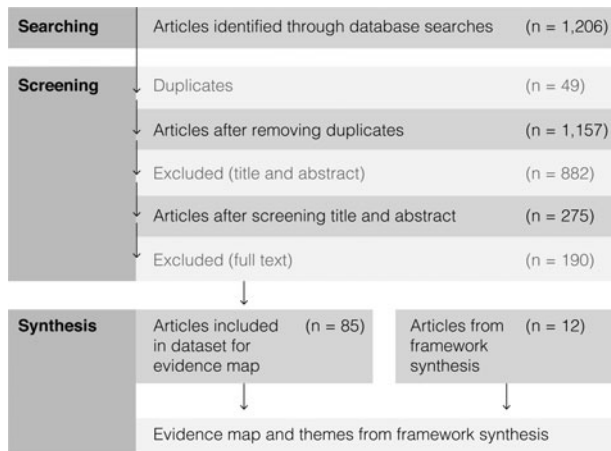 Searching Articles identified through database searches (n = 1,206)
Screening Duplicates (n = 49)
Articles after removing duplicates (n = 1,157)
Excluded (title and abstract) (n = 882)
Articles after screening title and abstract (n = 275)
Excluded (full text) (n = 190)
Synthesis Articles included (n = 85) Articles from (n = 12)
in dataset for framework
evidence map synthesis
Evidence map and themes from framework synthesis